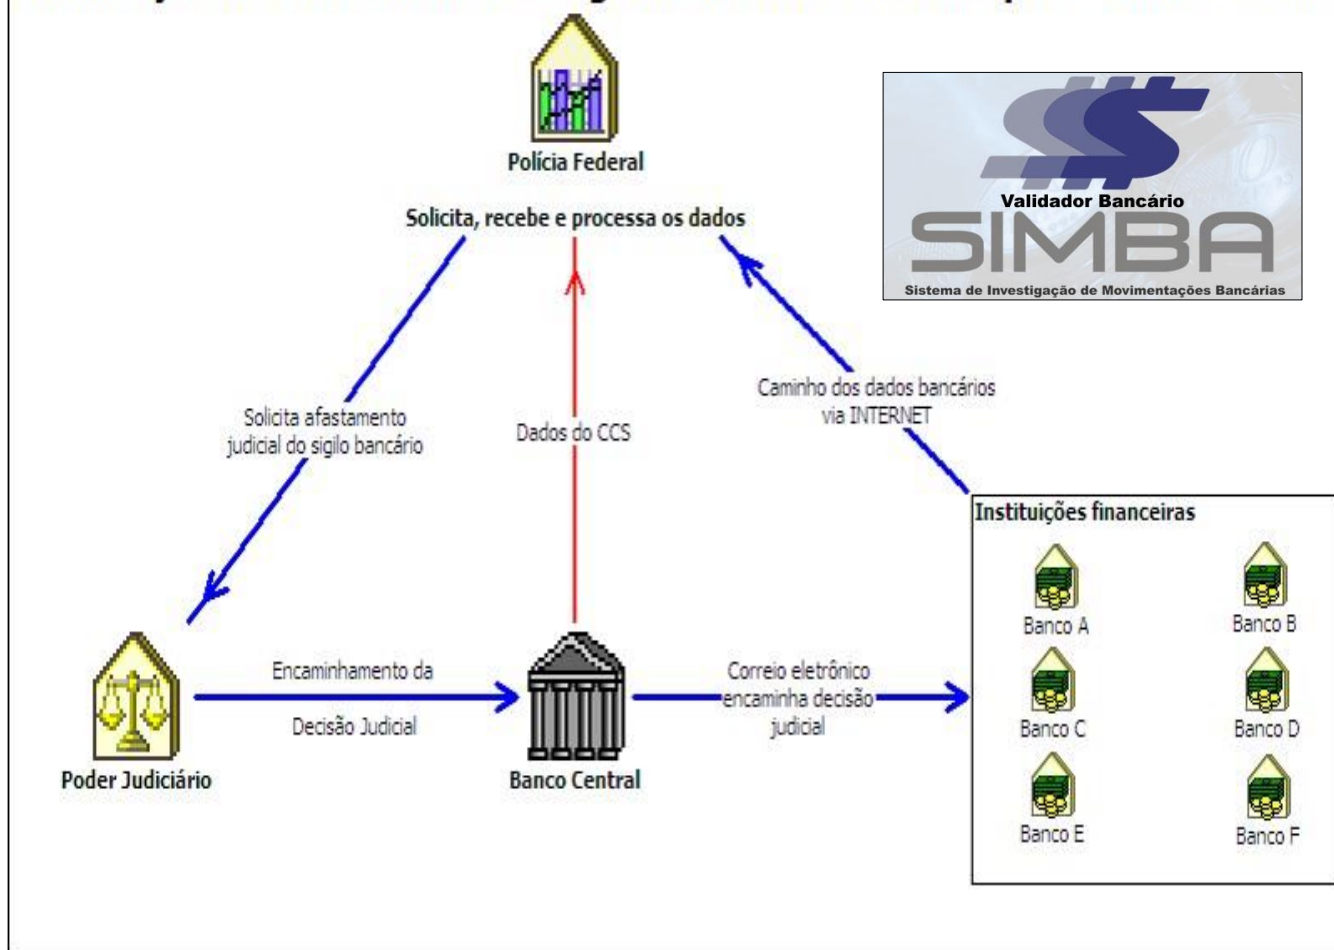 Polícia Federal
Solicita, recebe e processa os dados
Validador Bancário
SIMBA
Sistema de Investigação de Movimentações Bancárias
Caminho dos dados bancários
via INTERNET
Solicita afastamento
judicial do sigilo bancário
Dados do CCS
Instituições financeiras
Banco A
Banco B
Banco C
Banco D
Banco E
Banco F
Encaminhamento da
Decisão Judicial
Correio eletrônico
encaminha decisão
judicial
Poder Judiciário
Banco Central